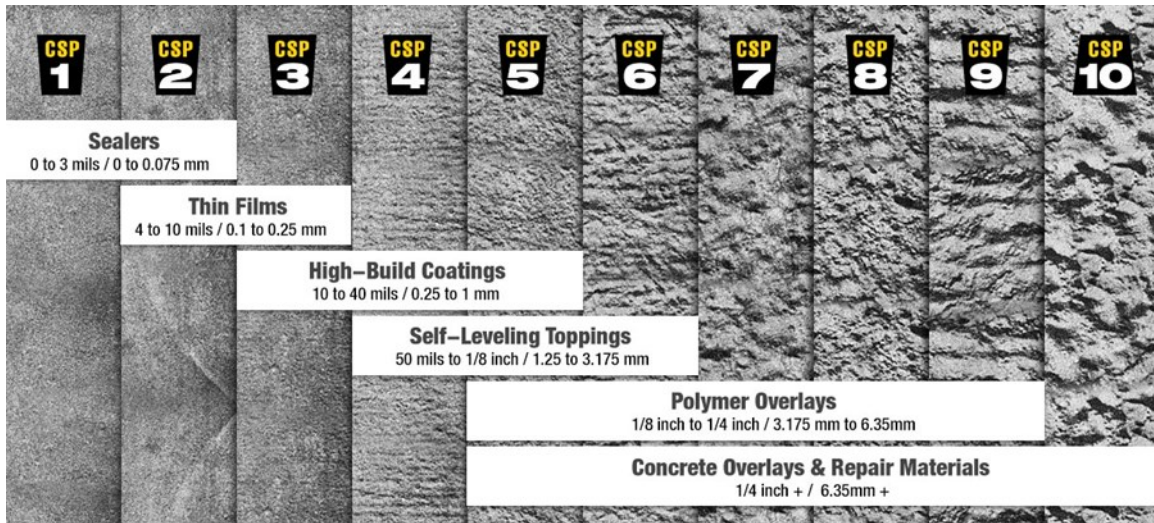 CSP 1
CSP 2
CSP 3
CSP 4
CSP 5
CSP 6
CSP 7
CSP 8
CSP 9
CSP 10
Sealers
0 to 3 mils / 0 to 0.075 mm
Thin Films
4 to 10 mils / 0.1 to 0.25 mm
High–Build Coatings
10 to 40 mils / 0.25 to 1 mm
Self–Leveling Toppings
50 mils to 1/8 inch / 1.25 to 3.175 mm
Polymer Overlays
1/8 inch to 1/4 inch / 3.175 mm to 6.35mm
Concrete Overlays & Repair Materials
1/4 inch + / 6.35mm +